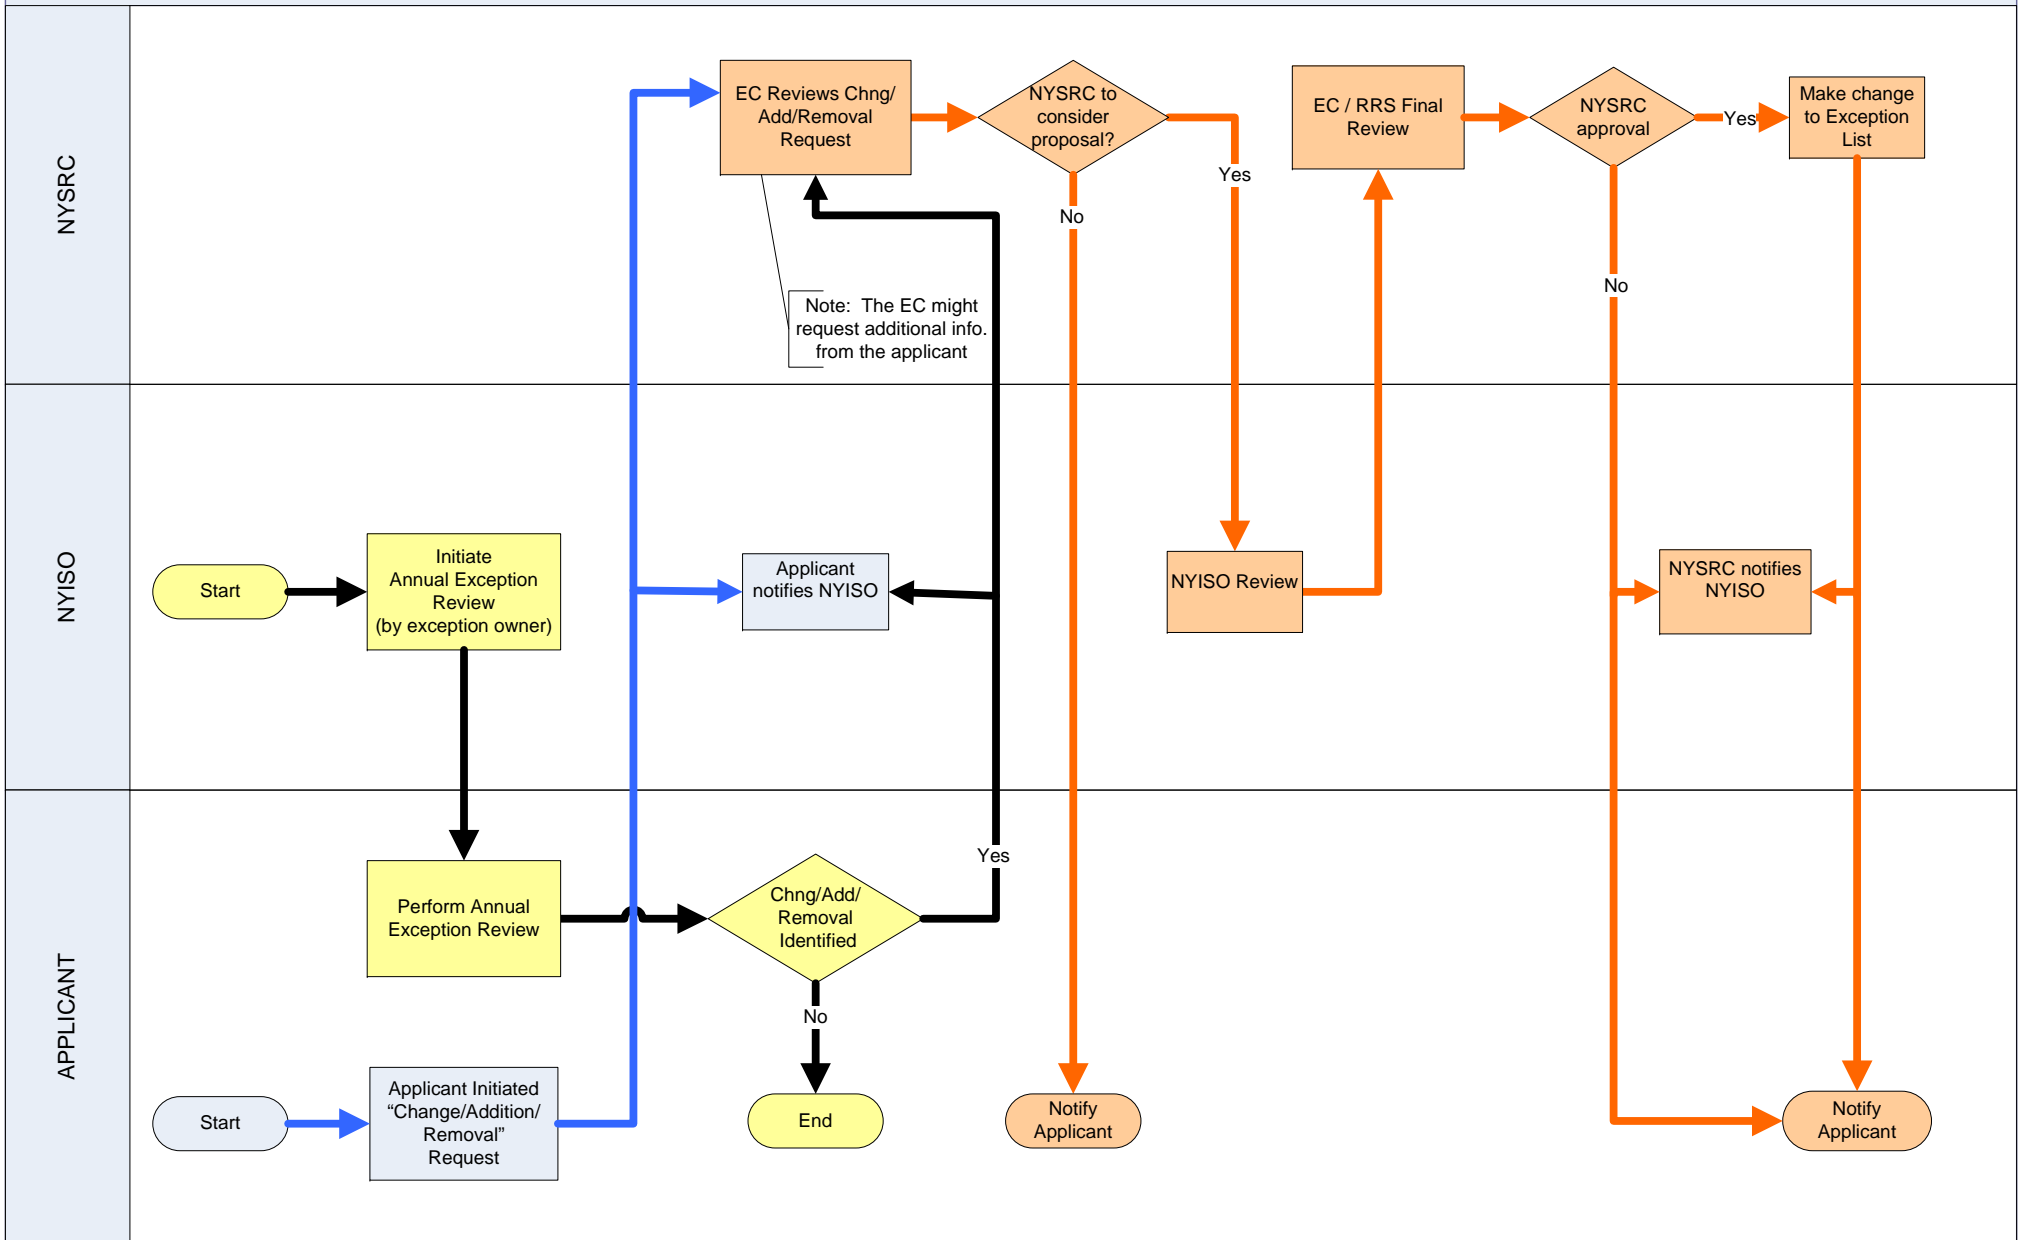 NYSRC
EC Reviews Chng/
Add/Removal
Request
NYSRC to
consider
proposal?
Yes
No
EC / RRS Final
Review
NYSRC
approval
Yes
No
Make change
to Exception
List
Note:  The EC might
request additional info.
from the applicant
NYISO
Start
Initiate
Annual Exception
Review
(by exception owner)
Applicant
notifies NYISO
NYISO Review
NYSRC notifies
NYISO
APPLICANT
Perform Annual
Exception Review
Chng/Add/
Removal
Identified
Yes
No
Start
Applicant Initiated
“Change/Addition/
Removal”
Request
End
Notify
Applicant
Notify
Applicant